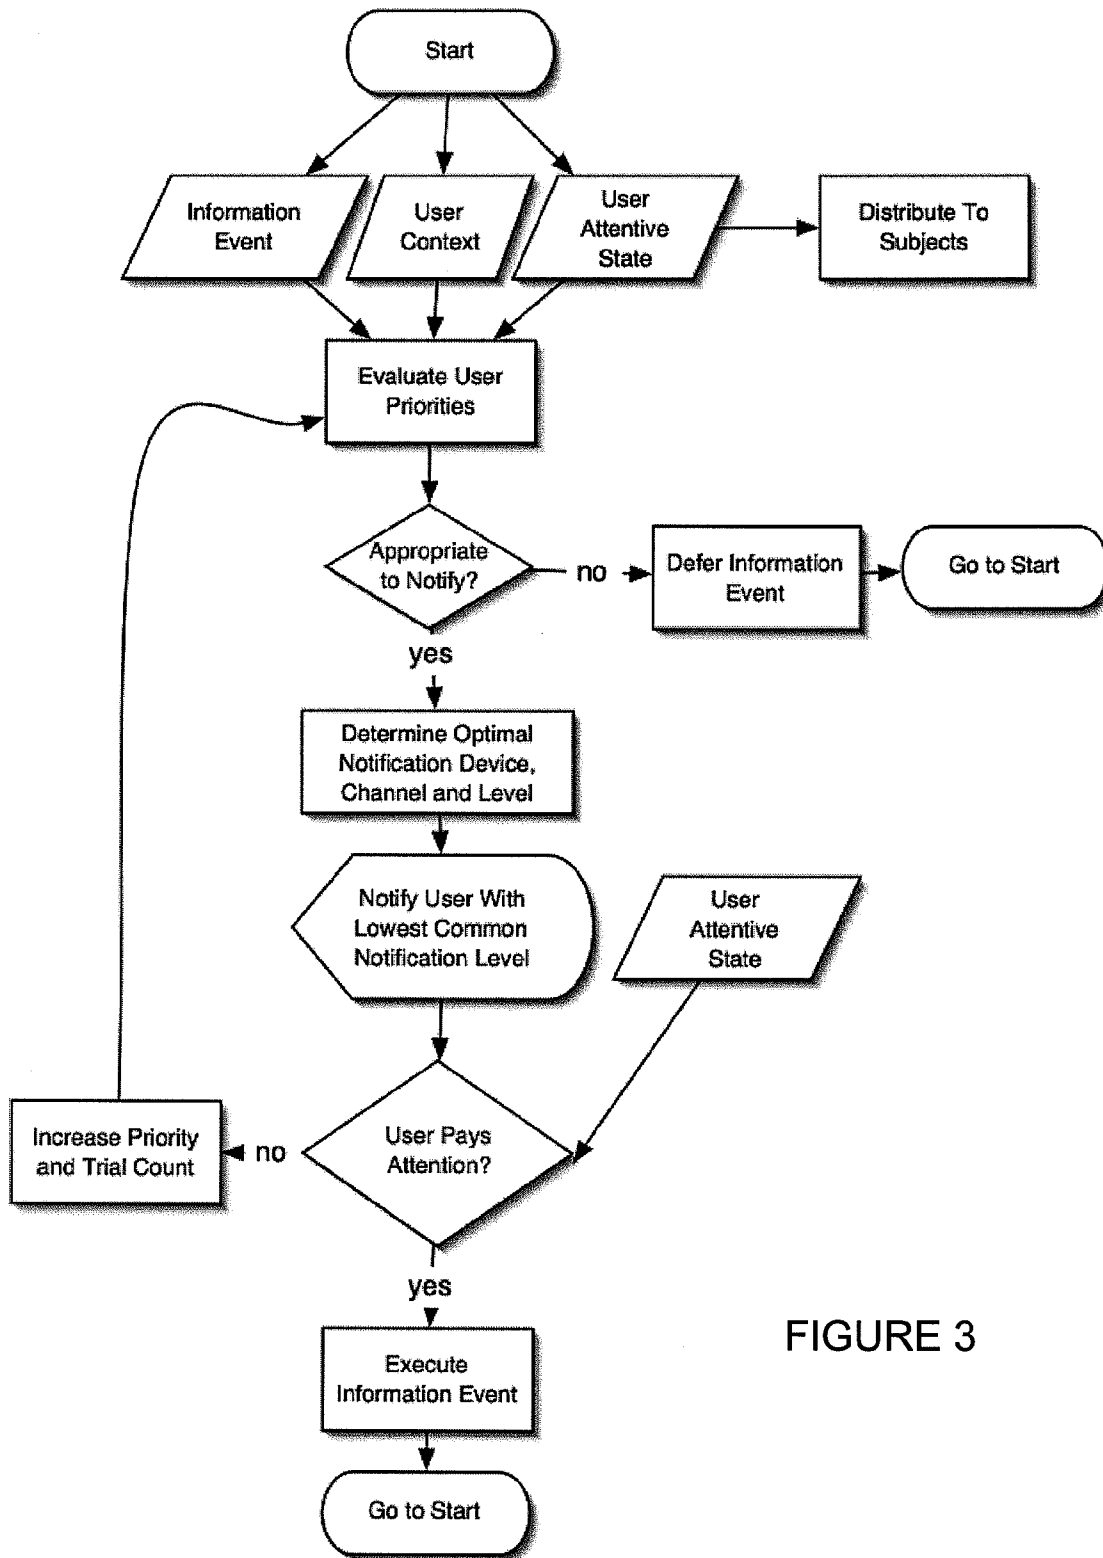 Start
Information
Event
User
Context
User
Attentive
State
Distribute To
Subjects
Evaluate User
Priorities
Appropriate
to Notify?
no
Defer Information
Event
Go to Start
yes
Determine Optimal
Notification Device,
Channel and Level
Notify User With
Lowest Common
Notification Level
User
Attentive
State
Increase Priority
and Trial Count
no
User Pays
Attention?
yes
Execute
Information Event
Go to Start
FIGURE 3